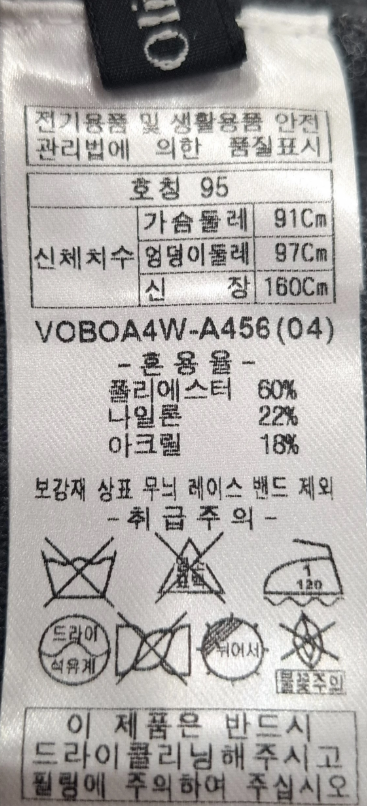 전기용품 및 생활용품 안전
관리법에 의한 품질표시
호칭 95
신체치수
가슴둘레 91Cm
엉덩이둘레 97Cm
신장 160Cm
VOBOA4W-A456(04)
-혼용율-
폴리에스터 60%
나일론 22%
아크릴 18%
보강재 상표 무늬 레이스 밴드 제외
-취급주의-
염소
표백
1
120
드라이
석유계
뉘어서
불꽃주의
이 제품은 반드시
드라이클리닝해주시고
필링에 주의하여 주십시오